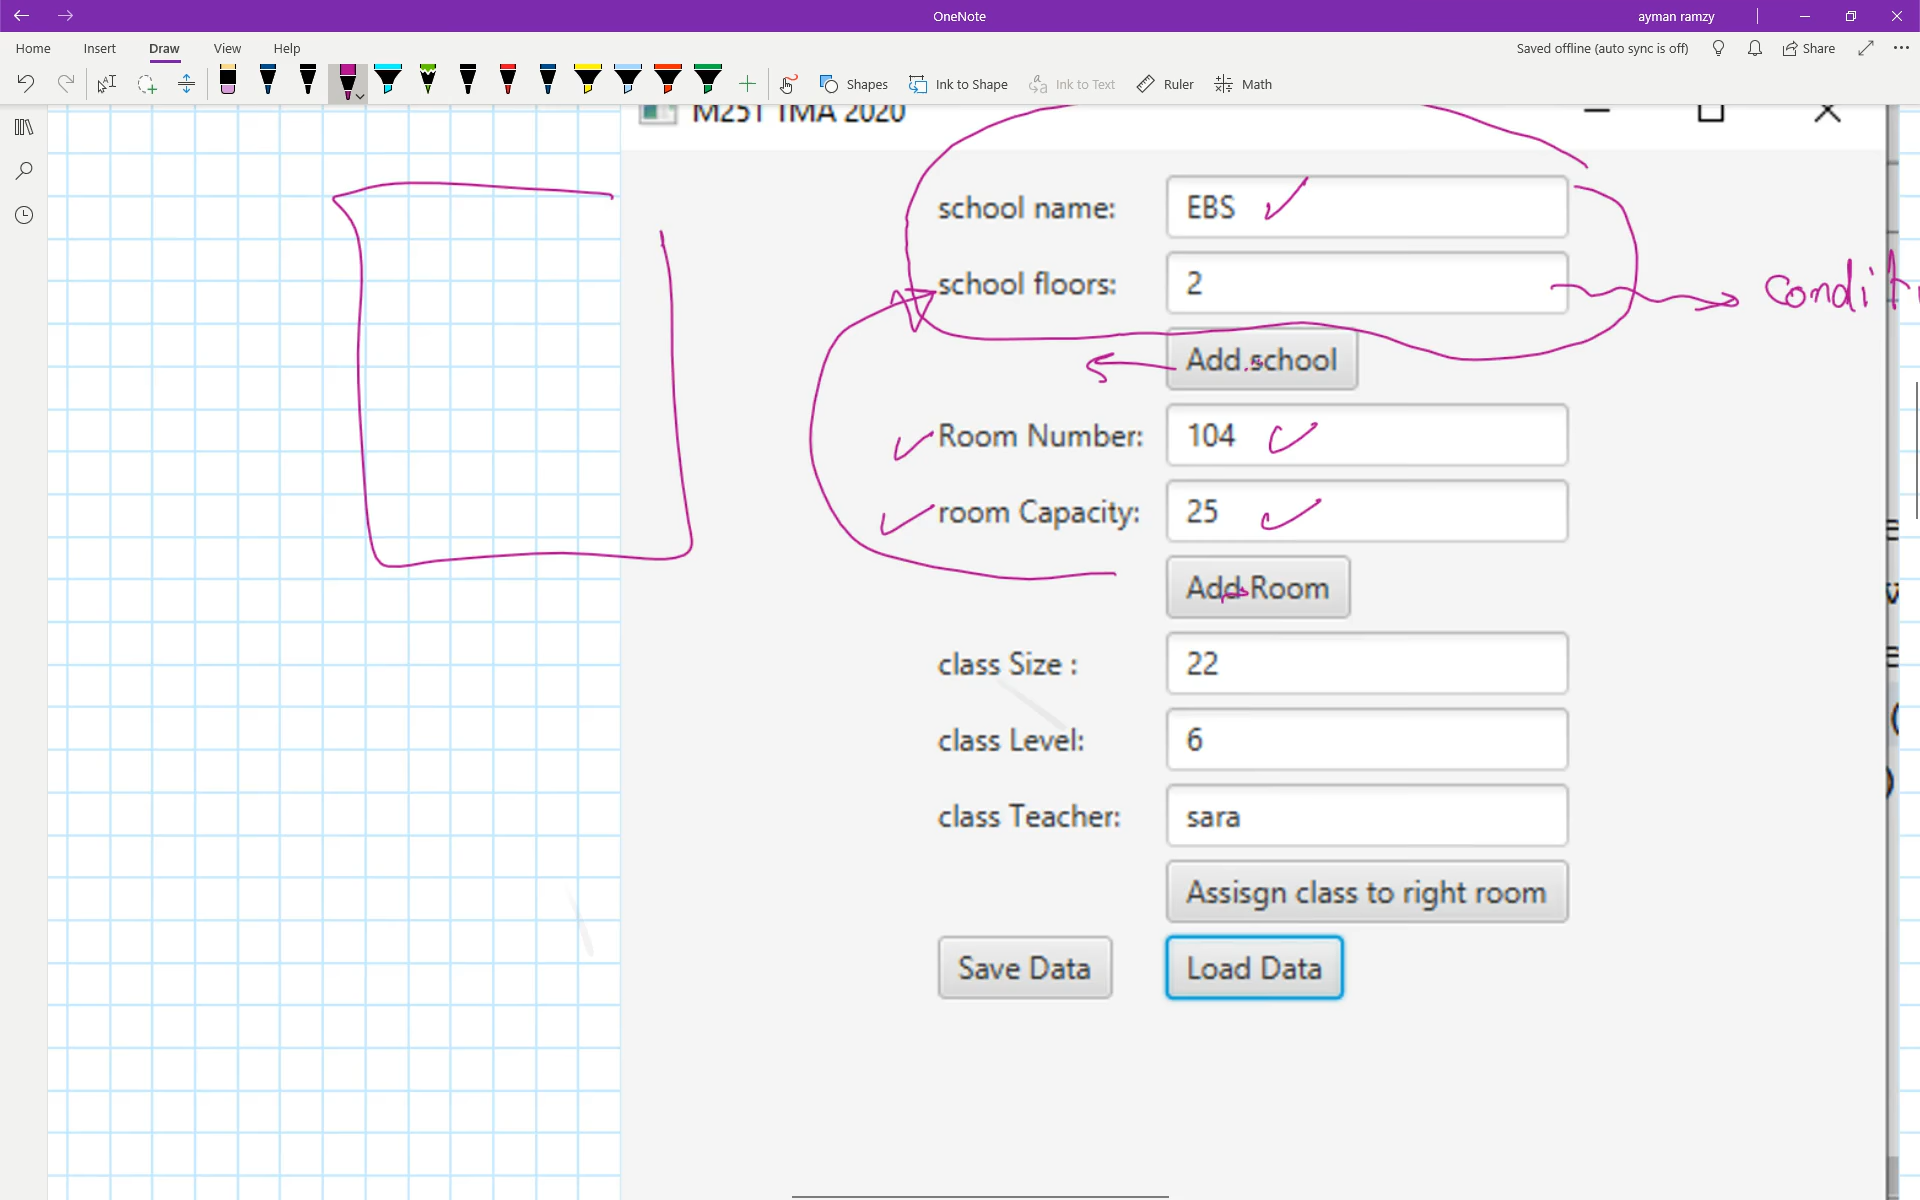 OneNote
ayman ramzy
Home Insert Draw View Help
Saved offline (auto sync is off)
Share
Shapes
Ink to Shape
Ink to Text
Ruler
Math
M251 TMA 2020
school name: EBS
school floors: 2
Conditi
Add school
Room Number: 104
room Capacity: 25
Add Room
class Size : 22
class Level: 6
class Teacher: sara
Assisgn class to right room
Save Data Load Data